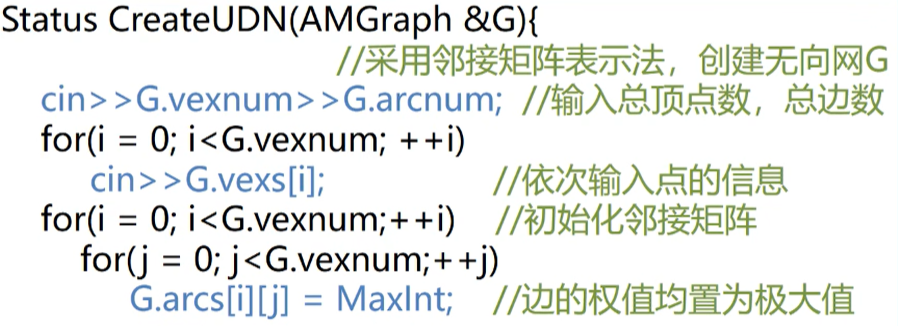 Status CreateUDN(AMGraph &G){
//采用邻接矩阵表示法，创建无向网G
cin>>G.vexnum>>G.arcnum; //输入总顶点数，总边数
for(i = 0; i<G.vexnum; ++i)
cin>>G.vexs[i]; //依次输入点的信息
for(i = 0; i<G.vexnum;++i) //初始化邻接矩阵
for(j = 0; j<G.vexnum;++j)
G.arcs[i][j] = MaxInt; //边的权值均置为极大值